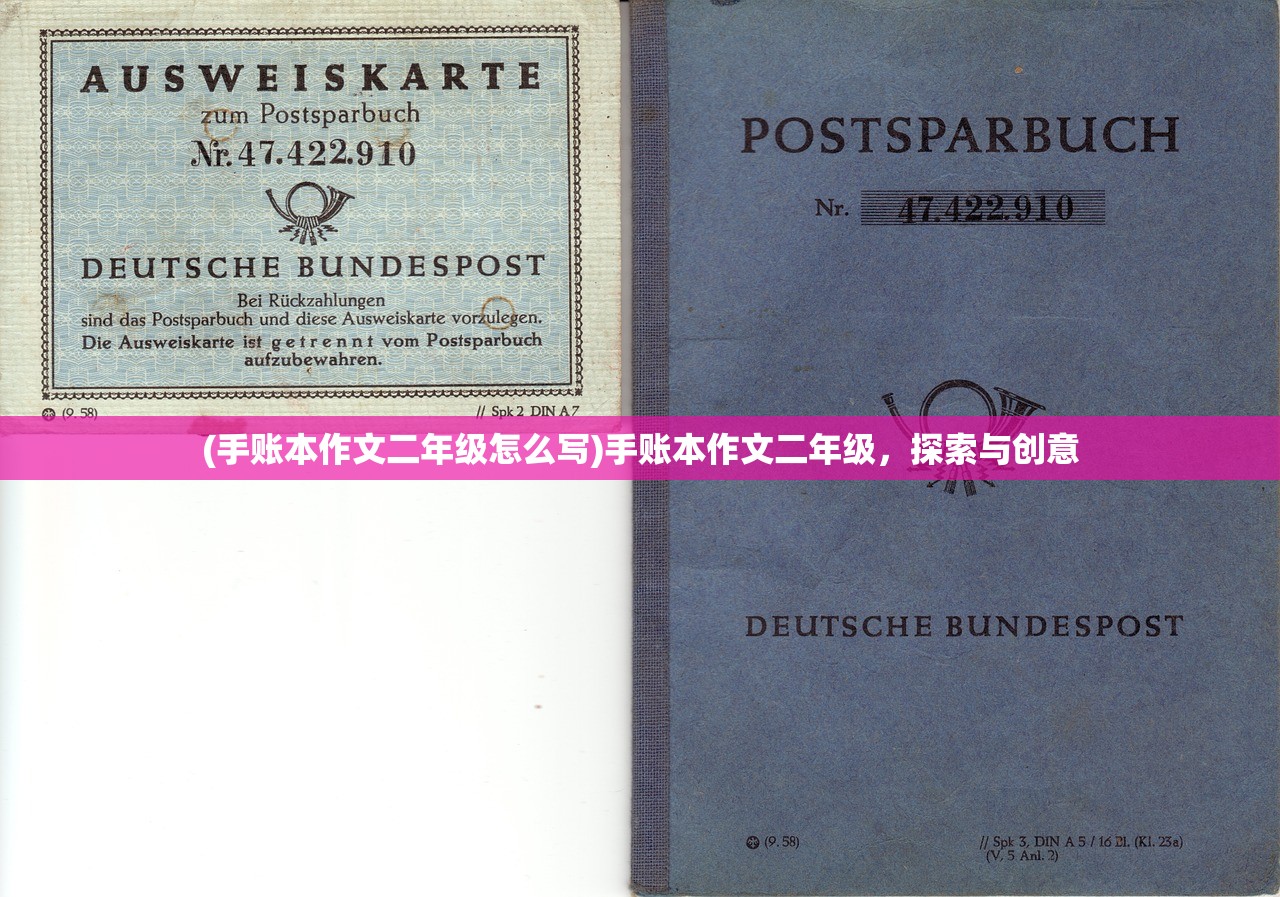 AUSWEISKARTE
zum Postsparbuch
Nr. 47.422.910
DEUTSCHE BUNDESPOST
Bei Rückzahlungen
sind das Postsparbuch und diese Ausweiskarte vorzulegen.
Die Ausweiskarte ist getrennt vom Postsparbuch
aufzubewahren.
(9. 58)
// Spk 2 DIN A 7
POSTSPARBUCH
Nr. 47.422.910
(手账本作文二年级怎么写)手账本作文二年级，探索与创意
DEUTSCHE BUNDESPOST
(9. 58)
// Spk 3, DIN A 5 / 16 Bl. (Kl. 23a)
(V, 5 Anl. 2)